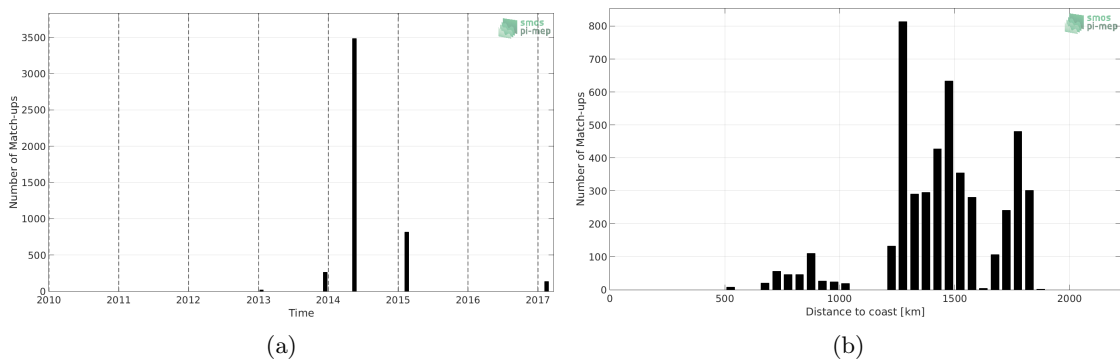 smos
pi-mep
3500
3000
2500
2000
1500
1000
500
0
Number of Match-ups
2010 2011 2012 2013 2014 2015 2016 2017
Time
(a)
smos
pi-mep
800
700
600
500
400
300
200
100
0
Number of Match-ups
0 500 1000 1500 2000
Distance to coast [km]
(b)